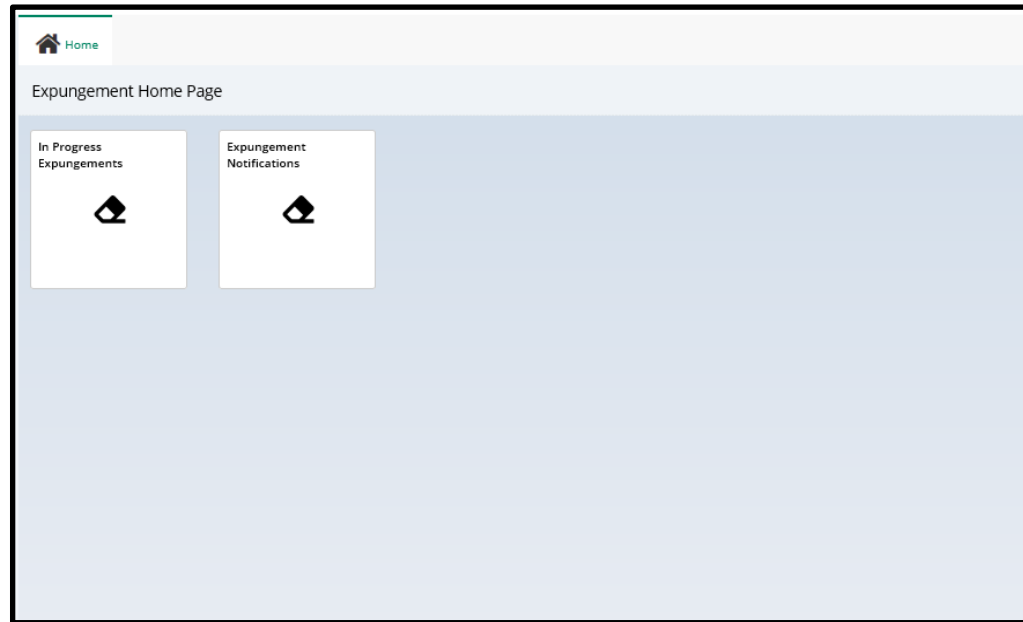 Home
Expungement Home Page
In Progress
Expungements
Expungement
Notifications